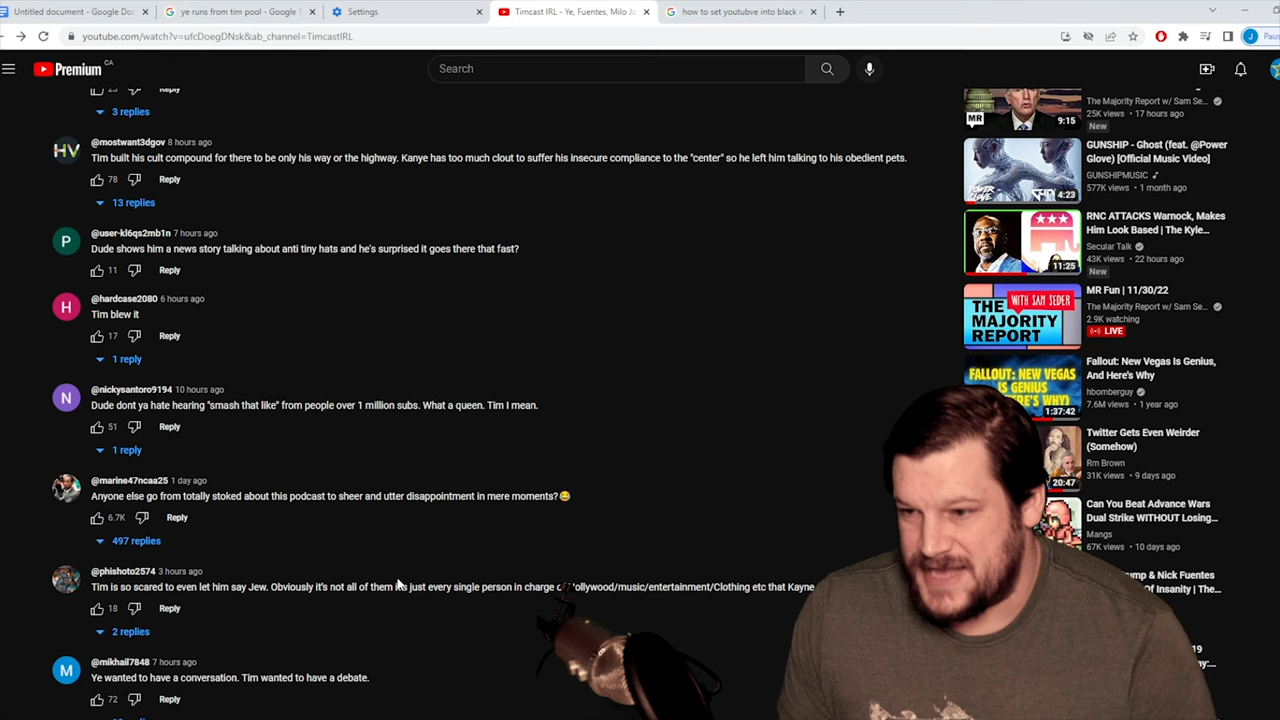 Untitled document - Google Doc
ye runs from tim pool - Google S
Settings
Timcast IRL - Ye, Fuentes, Milo Jo
how to set youtubve into black m
youtube.com/watch?v=ufcDoegDNsk&ab_channel=TimcastIRL
J
Paus
Premium
CA
Search
23
Reply
3 replies
@mostwant3dgov 8 hours ago
Tim built his cult compound for there to be only his way or the highway. Kanye has too much clout to suffer his insecure compliance to the "center" so he left him talking to his obedient pets.
78
Reply
13 replies
@user-kl6qs2mb1n 7 hours ago
Dude shows him a news story talking about anti tiny hats and he's surprised it goes there that fast?
11
Reply
@hardcase2080 6 hours ago
Tim blew it
17
Reply
1 reply
@nickysantoro9194 10 hours ago
Dude dont ya hate hearing "smash that like" from people over 1 million subs. What a queen. Tim I mean.
51
Reply
1 reply
@marine47ncaa25 1 day ago
Anyone else go from totally stoked about this podcast to sheer and utter disappointment in mere moments?
6.7K
Reply
497 replies
@phishoto2574 3 hours ago
Tim is so scared to even let him say Jew. Obviously it's not all of them its just every single person in charge ollywood/music/entertainment/Clothing etc that Kayne
18
Reply
2 replies
@mikhail7848 7 hours ago
Ye wanted to have a conversation. Tim wanted to have a debate.
72
Reply
MR
9:15
The Majority Report w/ Sam Se...
25K views • 17 hours ago
New
POWER GLOVE
4:23
GUNSHIP - Ghost (feat. @Power
Glove) [Official Music Video]
GUNSHIPMUSIC
577K views • 1 month ago
11:25
RNC ATTACKS Warnock, Makes
Him Look Based | The Kyle...
Secular Talk
43K views • 22 hours ago
New
WITH SAM SEDER
THE
MAJORITY
REPORT
MR Fun | 11/30/22
The Majority Report w/ Sam Se...
2.9K watching
LIVE
FALLOUT: NEW VEGAS
IS GENIUS
1:37:42
Fallout: New Vegas Is Genius,
And Here's Why
hbomberguy
7.6M views • 1 year ago
20:47
Twitter Gets Even Weirder
(Somehow)
Rm Brown
31K views • 9 days ago
Can You Beat Advance Wars
Dual Strike WITHOUT Losing...
Mangs
67K views •
& Nick Fuentes
Of Insanity | The...